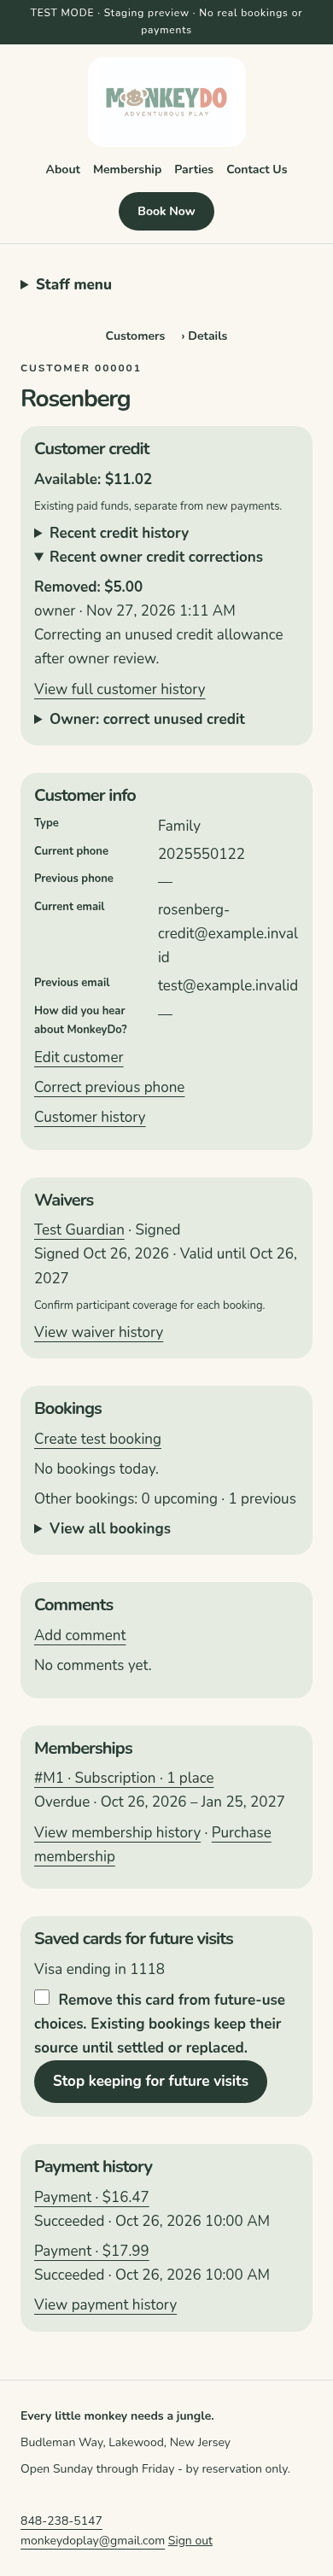 TEST MODE · Staging preview · No real bookings or
payments
MONKEYDO
ADVENTUROUS PLAY
About Membership Parties Contact Us
Book Now
▶ Staff menu
Customers › Details
CUSTOMER 000001
Rosenberg
Customer credit
Available: $11.02
Existing paid funds, separate from new payments.
▶ Recent credit history
▼ Recent owner credit corrections
Removed: $5.00
owner · Nov 27, 2026 1:11 AM
Correcting an unused credit allowance
after owner review.
View full customer history
▶ Owner: correct unused credit
Customer info
Type Family
Current phone 2025550122
Previous phone —
Current email rosenberg-
credit@example.inval
id
Previous email test@example.invalid
How did you hear —
about MonkeyDo?
Edit customer
Correct previous phone
Customer history
Waivers
Test Guardian · Signed
Signed Oct 26, 2026 · Valid until Oct 26,
2027
Confirm participant coverage for each booking.
View waiver history
Bookings
Create test booking
No bookings today.
Other bookings: 0 upcoming · 1 previous
▶ View all bookings
Comments
Add comment
No comments yet.
Memberships
#M1 · Subscription · 1 place
Overdue · Oct 26, 2026 – Jan 25, 2027
View membership history · Purchase
membership
Saved cards for future visits
Visa ending in 1118
Remove this card from future-use
choices. Existing bookings keep their
source until settled or replaced.
Stop keeping for future visits
Payment history
Payment · $16.47
Succeeded · Oct 26, 2026 10:00 AM
Payment · $17.99
Succeeded · Oct 26, 2026 10:00 AM
View payment history
Every little monkey needs a jungle.
Budleman Way, Lakewood, New Jersey
Open Sunday through Friday - by reservation only.
848-238-5147
monkeydoplay@gmail.com Sign out